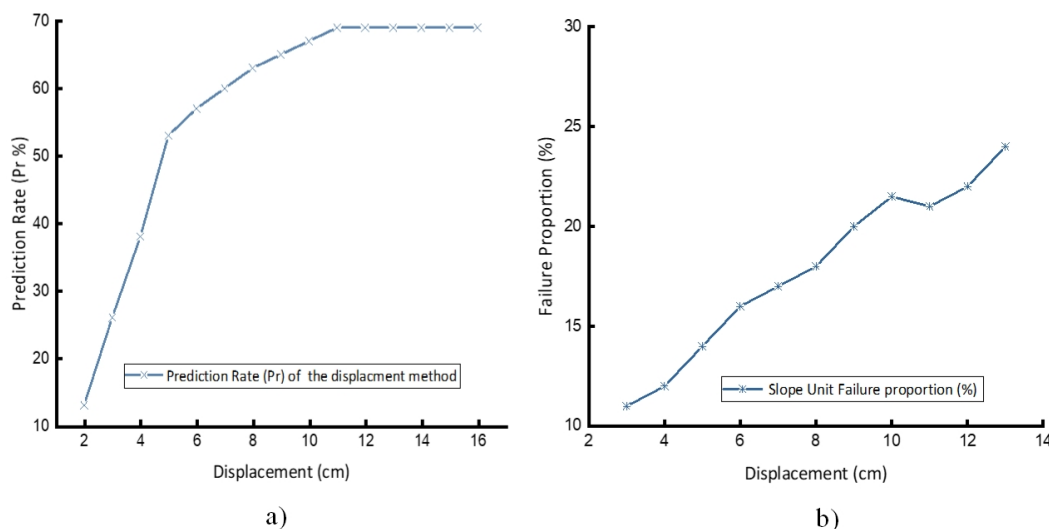 70
60
50
40
30
20
10
Prediction Rate (Pr %)
Prediction Rate (Pr) of the displacment method
2 4 6 8 10 12 14 16
Displacement (cm)
a)
30
25
20
15
10
Failure Proportion (%)
Slope Unit Failure proportion (%)
2 4 6 8 10 12 14
Displacement (cm)
b)